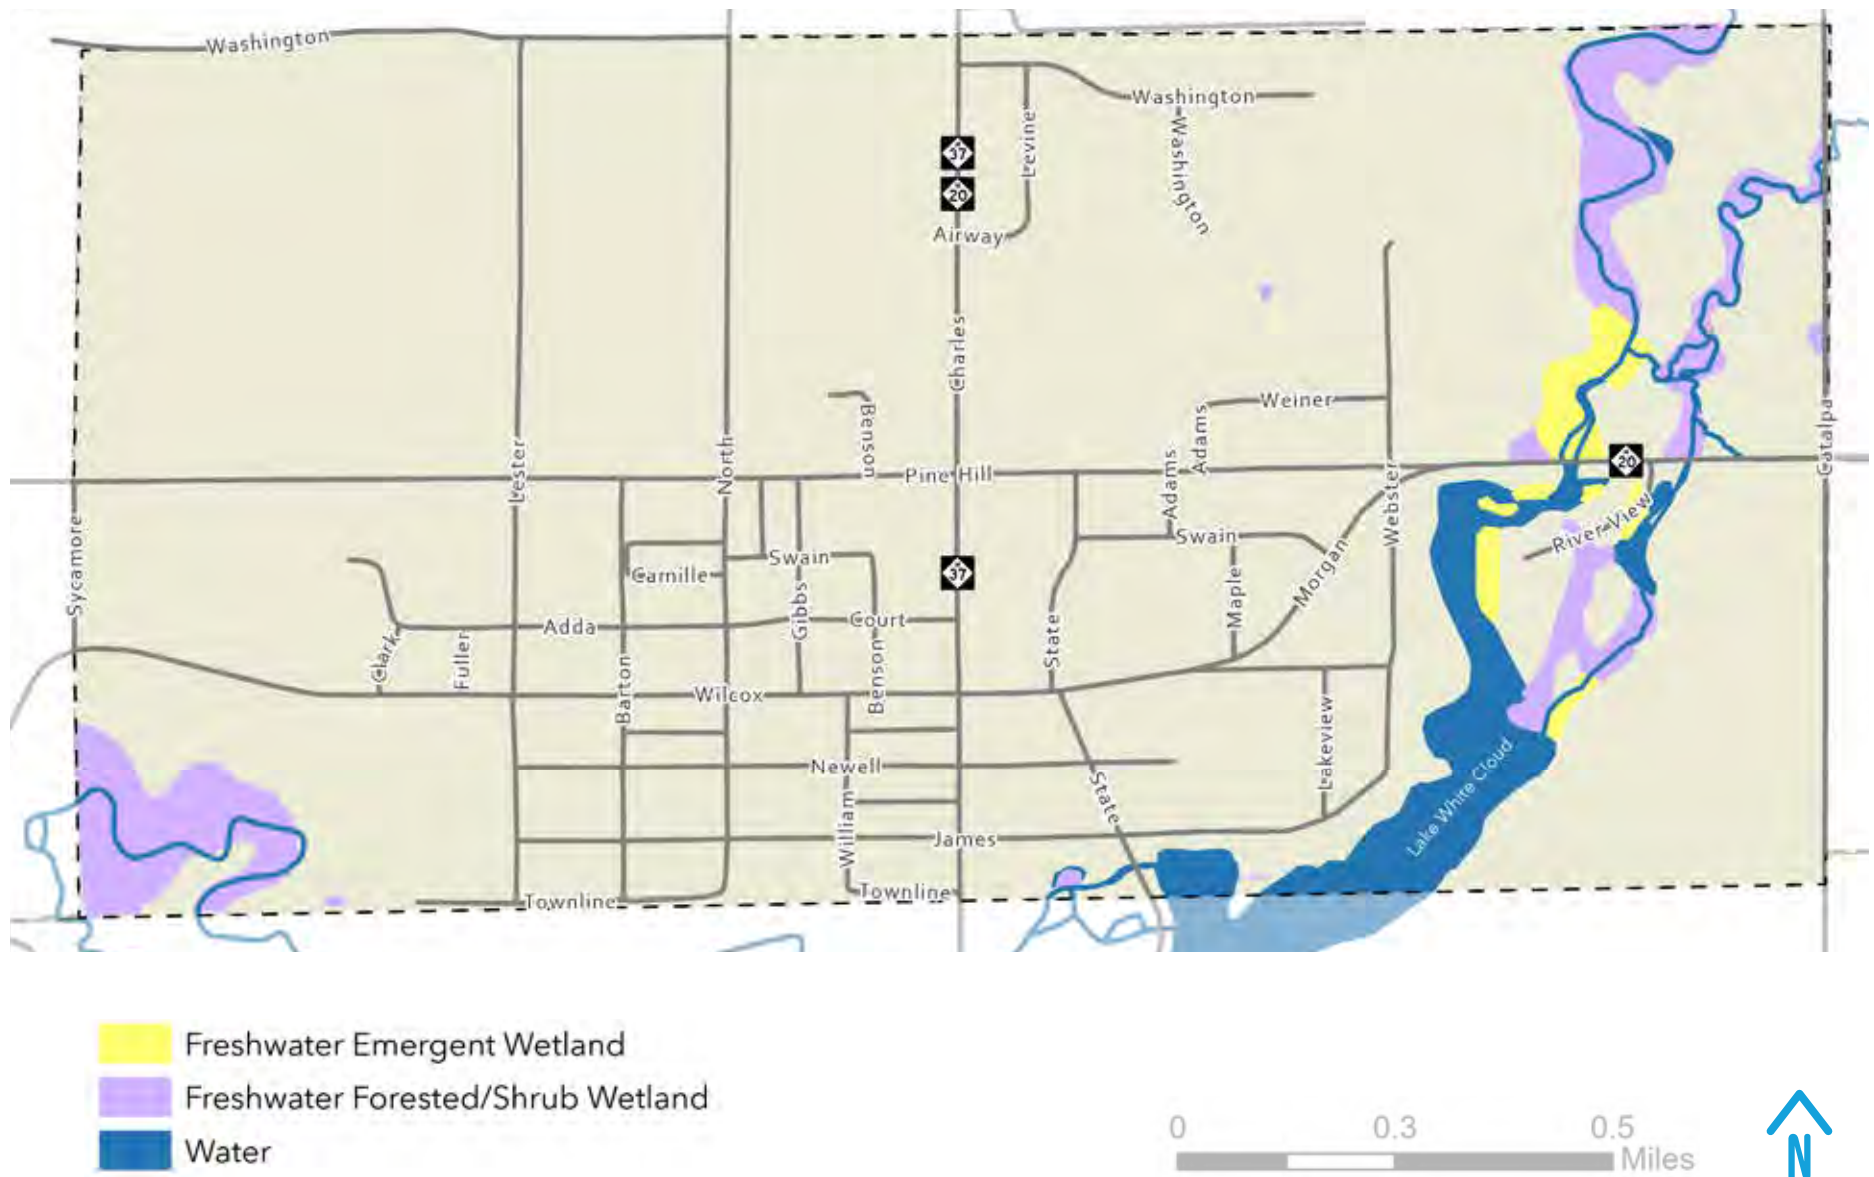 Washington
Washington
Levine
Washington
37
20
Airway
Charles
Benson
Weiner
Adams
Adams
Lester
North
Pine Hill
20
Catalpa
Webster
River View
Sycamore
Swain
Swain
Camille
37
Gibbs
Maple
Morgan
Adda
Court
Clark
Fuller
State
Barton
Wilcox
Benson
Newell
Lakeview
State
Lake White Cloud
William
James
Townline
Townline
Freshwater Emergent Wetland
Freshwater Forested/Shrub Wetland
Water
0 0.3 0.5
Miles
N